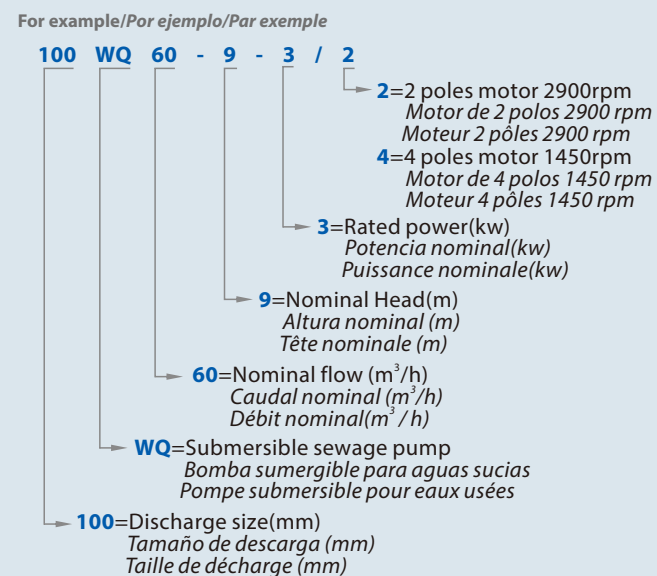 For example/Por ejemplo/Par exemple
100 WQ 60 - 9 - 3 / 2
2=2 poles motor 2900rpm
Motor de 2 polos 2900 rpm
Moteur 2 pôles 2900 rpm
4=4 poles motor 1450rpm
Motor de 4 polos 1450 rpm
Moteur 4 pôles 1450 rpm
3=Rated power(kw)
Potencia nominal(kw)
Puissance nominale(kw)
9=Nominal Head(m)
Altura nominal (m)
Tête nominale (m)
60=Nominal flow (m³/h)
Caudal nominal (m³/h)
Débit nominal(m³ / h)
WQ=Submersible sewage pump
Bomba sumergible para aguas sucias
Pompe submersible pour eaux usées
100=Discharge size(mm)
Tamaño de descarga (mm)
Taille de décharge (mm)